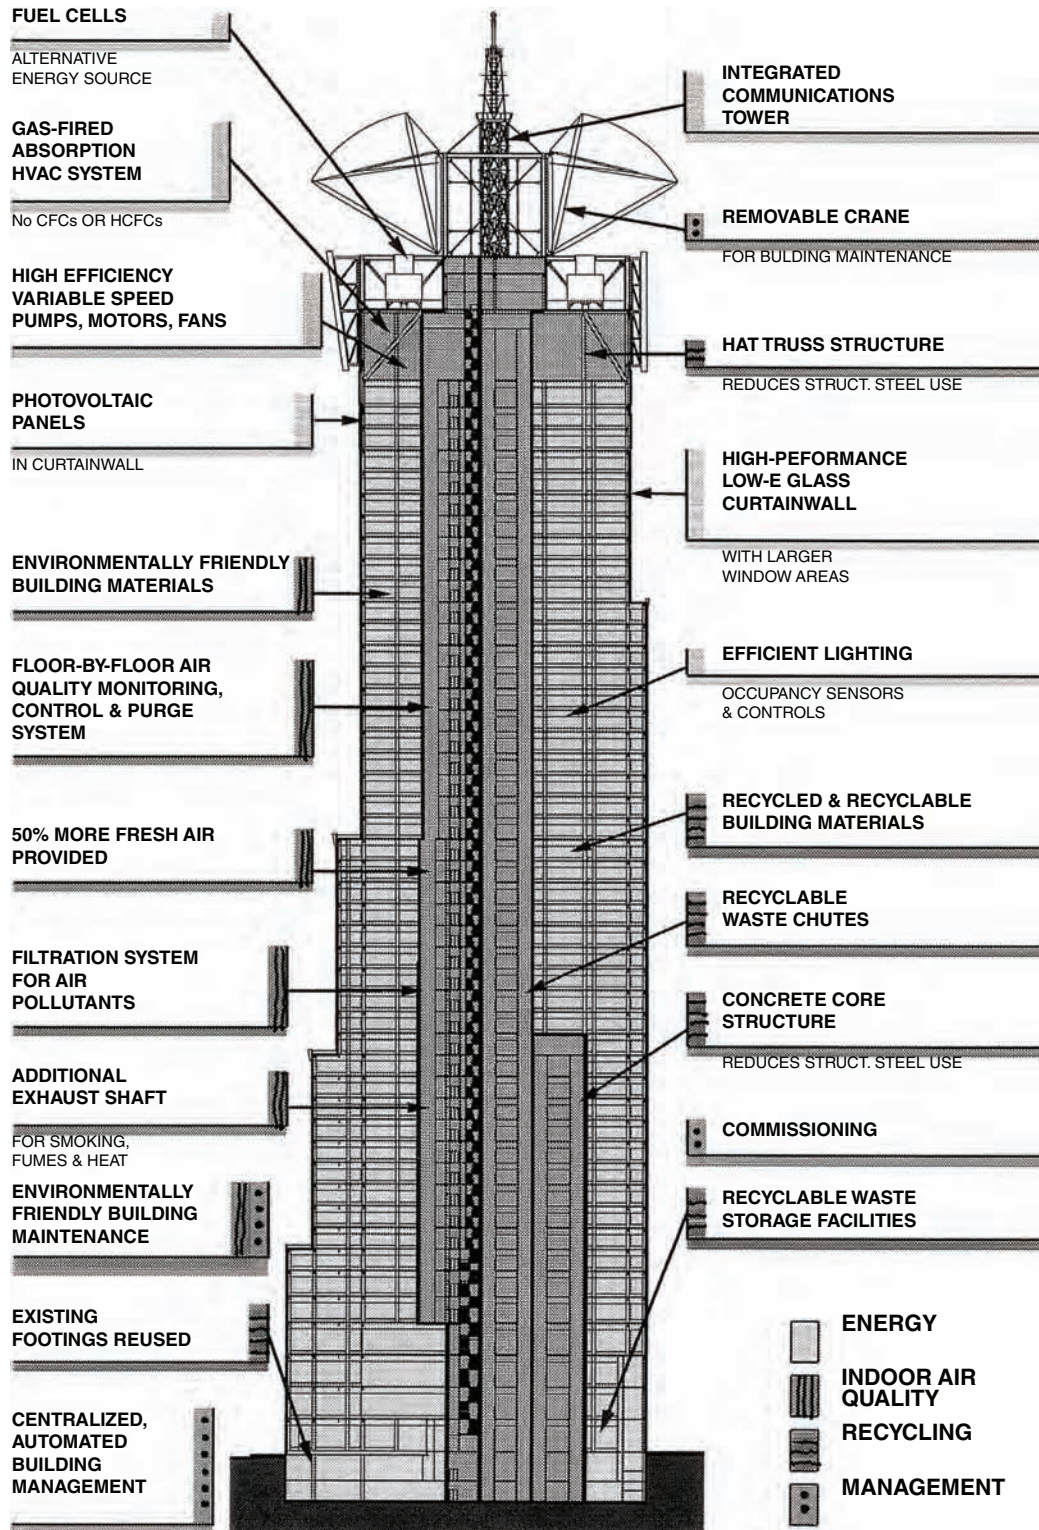 FUEL CELLS
ALTERNATIVE
ENERGY SOURCE
GAS-FIRED
ABSORPTION
HVAC SYSTEM
No CFCs OR HCFCs
HIGH EFFICIENCY
VARIABLE SPEED
PUMPS, MOTORS, FANS
PHOTOVOLTAIC
PANELS
IN CURTAINWALL
ENVIRONMENTALLY FRIENDLY
BUILDING MATERIALS
FLOOR-BY-FLOOR AIR
QUALITY MONITORING,
CONTROL & PURGE
SYSTEM
50% MORE FRESH AIR
PROVIDED
FILTRATION SYSTEM
FOR AIR
POLLUTANTS
ADDITIONAL
EXHAUST SHAFT
FOR SMOKING,
FUMES & HEAT
ENVIRONMENTALLY
FRIENDLY BUILDING
MAINTENANCE
EXISTING
FOOTINGS REUSED
CENTRALIZED,
AUTOMATED
BUILDING
MANAGEMENT
INTEGRATED
COMMUNICATIONS
TOWER
REMOVABLE CRANE
FOR BULDING MAINTENANCE
HAT TRUSS STRUCTURE
REDUCES STRUCT. STEEL USE
HIGH-PEFORMANCE
LOW-E GLASS
CURTAINWALL
WITH LARGER
WINDOW AREAS
EFFICIENT LIGHTING
OCCUPANCY SENSORS
& CONTROLS
RECYCLED & RECYCLABLE
BUILDING MATERIALS
RECYCLABLE
WASTE CHUTES
CONCRETE CORE
STRUCTURE
REDUCES STRUCT. STEEL USE
COMMISSIONING
RECYCLABLE WASTE
STORAGE FACILITIES
ENERGY
INDOOR AIR
QUALITY
RECYCLING
MANAGEMENT